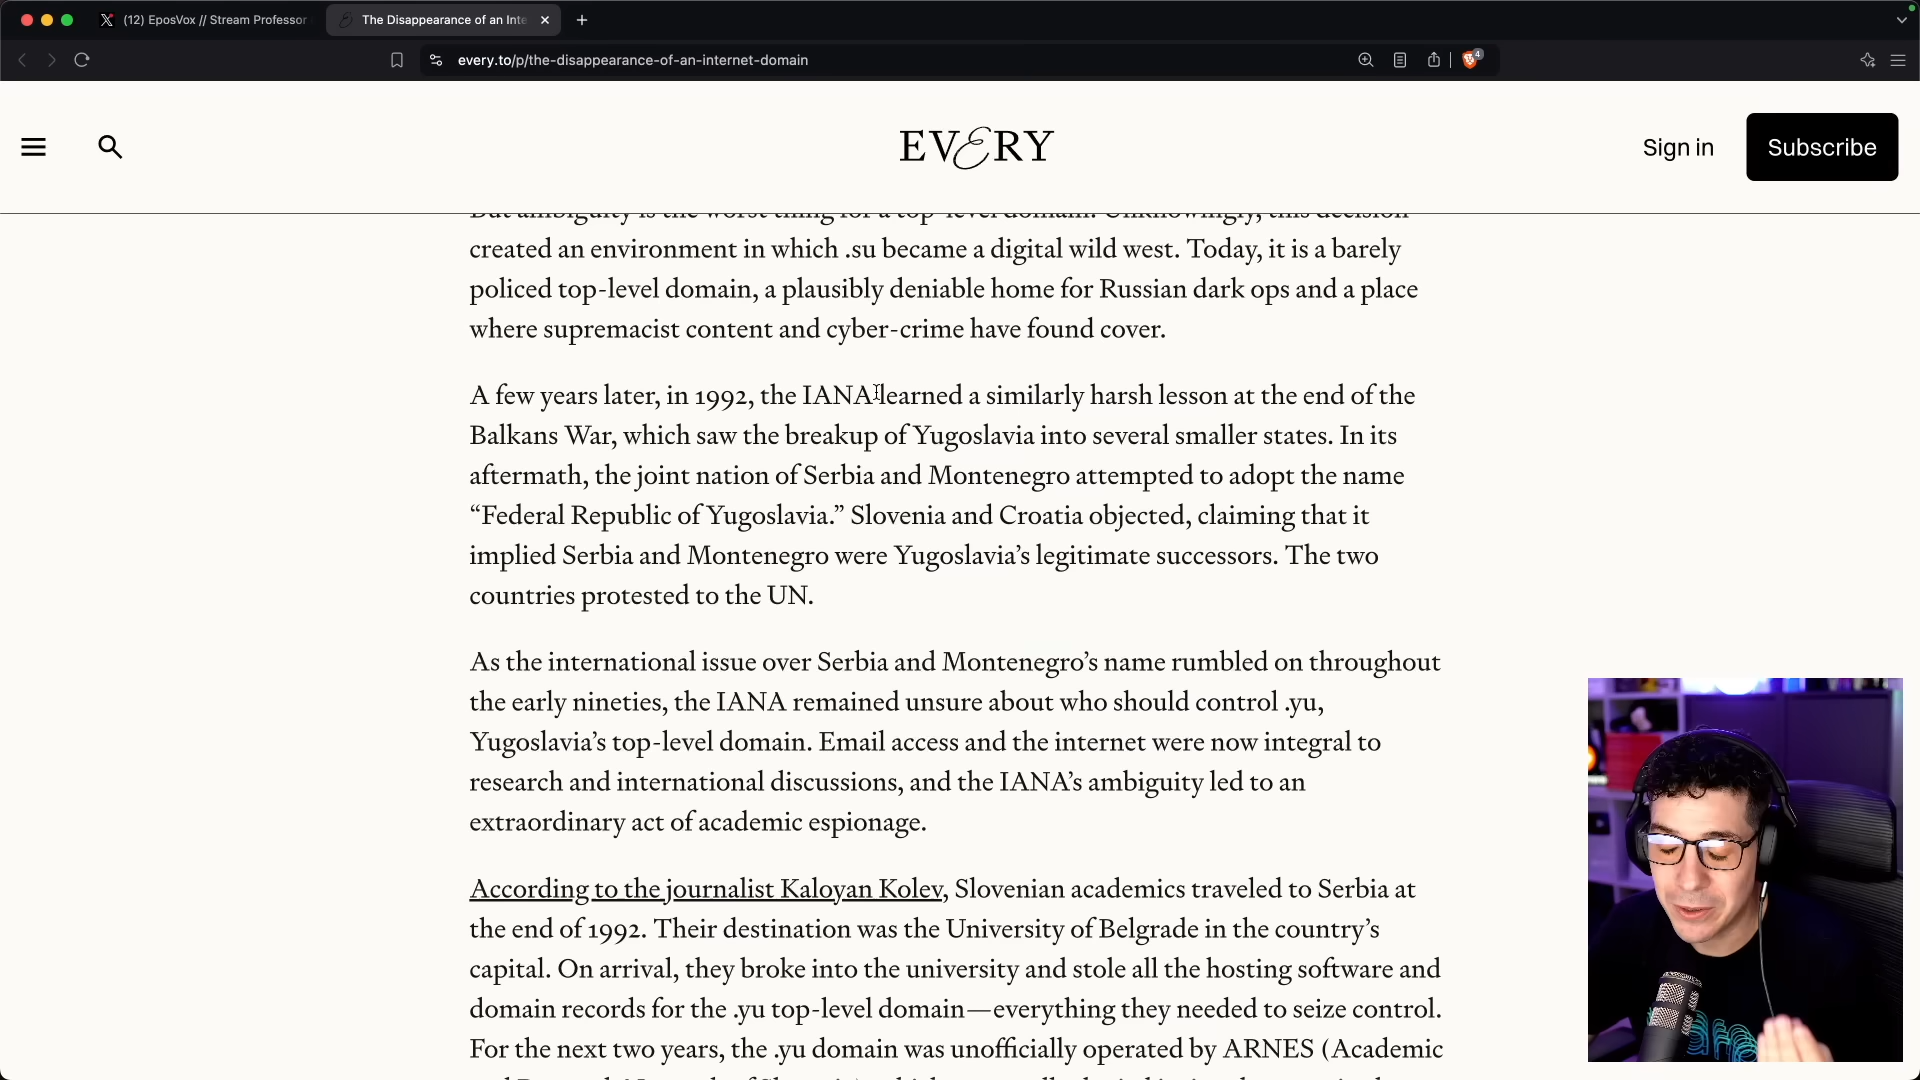 (12) EposVox // Stream Professor
The Disappearance of an Inte
every.to/p/the-disappearance-of-an-internet-domain
4
EVERY
Sign in
Subscribe
But ambiguity is the worst thing for a top-level domain. Unknowingly, this decision
created an environment in which .su became a digital wild west. Today, it is a barely
policed top-level domain, a plausibly deniable home for Russian dark ops and a place
where supremacist content and cyber-crime have found cover.
A few years later, in 1992, the IANA learned a similarly harsh lesson at the end of the
Balkans War, which saw the breakup of Yugoslavia into several smaller states. In its
aftermath, the joint nation of Serbia and Montenegro attempted to adopt the name
“Federal Republic of Yugoslavia.” Slovenia and Croatia objected, claiming that it
implied Serbia and Montenegro were Yugoslavia’s legitimate successors. The two
countries protested to the UN.
As the international issue over Serbia and Montenegro’s name rumbled on throughout
the early nineties, the IANA remained unsure about who should control .yu,
Yugoslavia’s top-level domain. Email access and the internet were now integral to
research and international discussions, and the IANA’s ambiguity led to an
extraordinary act of academic espionage.
According to the journalist Kaloyan Kolev, Slovenian academics traveled to Serbia at
the end of 1992. Their destination was the University of Belgrade in the country’s
capital. On arrival, they broke into the university and stole all the hosting software and
domain records for the .yu top-level domain—everything they needed to seize control.
For the next two years, the .yu domain was unofficially operated by ARNES (Academic